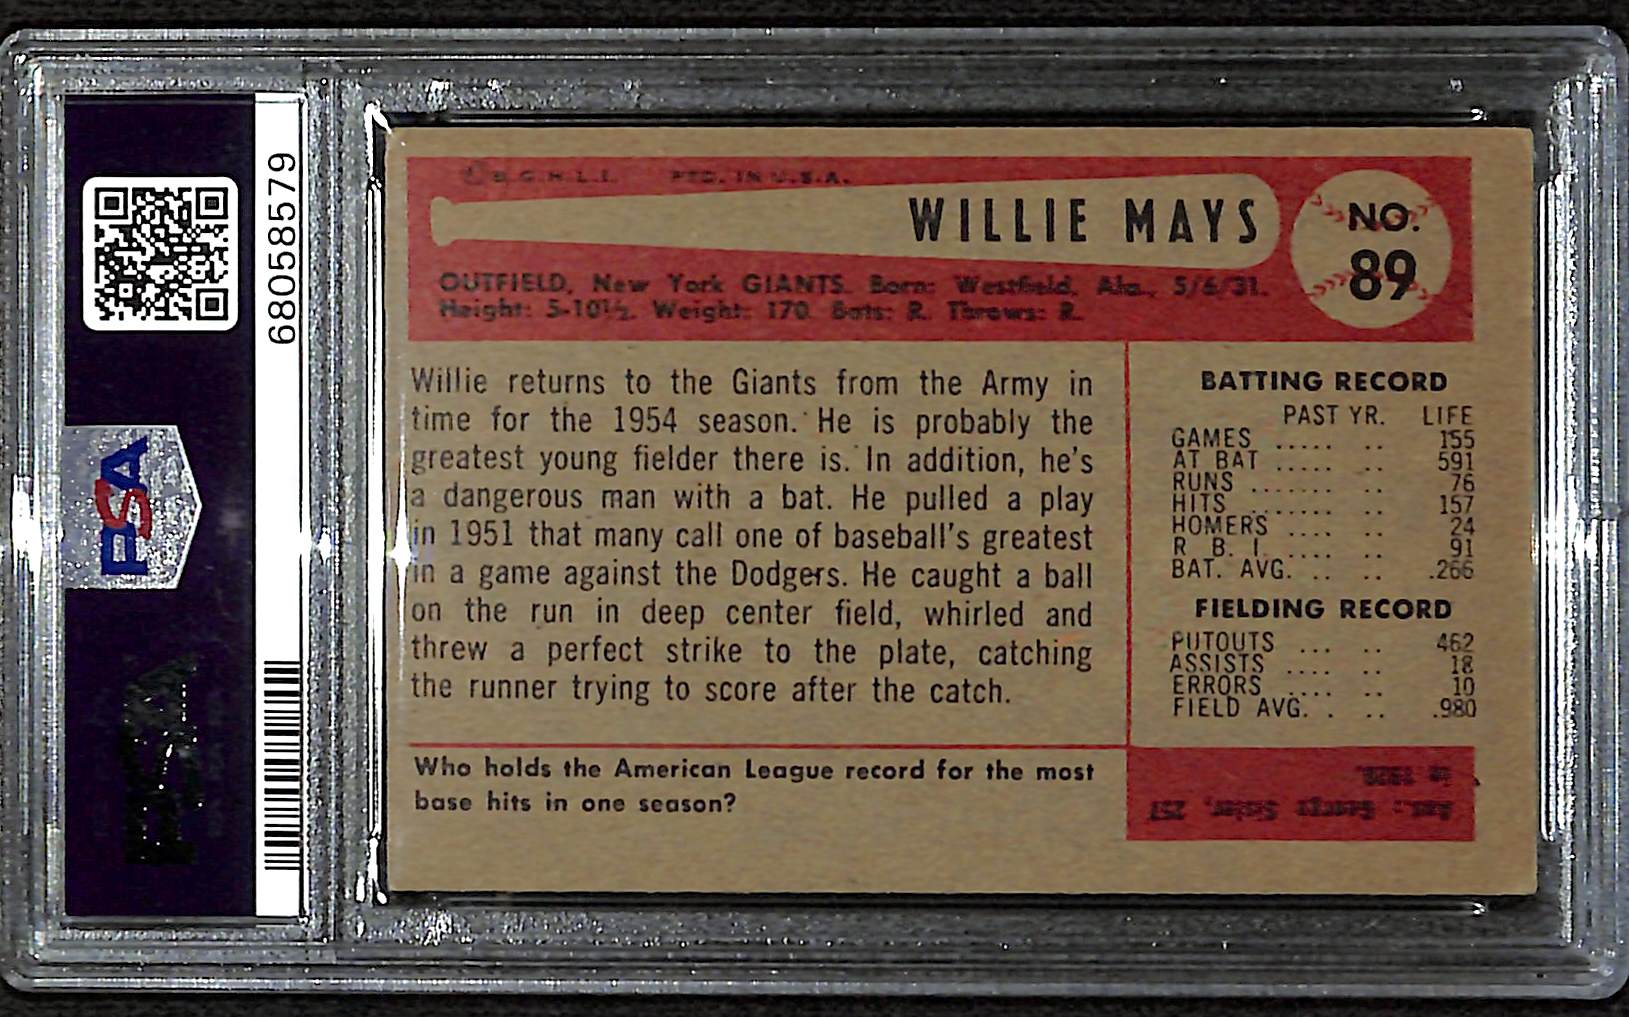 68058579
PSA
© B.G.H.L.I. PTD. IN U.S.A.
WILLIE MAYS
NO.
89
OUTFIELD, New York GIANTS. Born: Westfield, Ala., 5/6/31.
Height: 5-10½. Weight: 170. Bats: R. Throws: R.
Willie returns to the Giants from the Army in
time for the 1954 season. He is probably the
greatest young fielder there is. In addition, he's
a dangerous man with a bat. He pulled a play
in 1951 that many call one of baseball's greatest
in a game against the Dodgers. He caught a ball
on the run in deep center field, whirled and
threw a perfect strike to the plate, catching
the runner trying to score after the catch.
BATTING RECORD
PAST YR. LIFE
GAMES ..... .. 155
AT BAT ..... .. 591
RUNS ....... .. 76
HITS ........ .. 157
HOMERS .... .. 24
R. B. I. .... .. 91
BAT. AVG. .. .. .266
FIELDING RECORD
PUTOUTS ... .. 462
ASSISTS .... .. 18
ERRORS .... .. 10
FIELD AVG. . .. .980
Who holds the American League record for the most
base hits in one season?
Ans.: George Sisler, 257